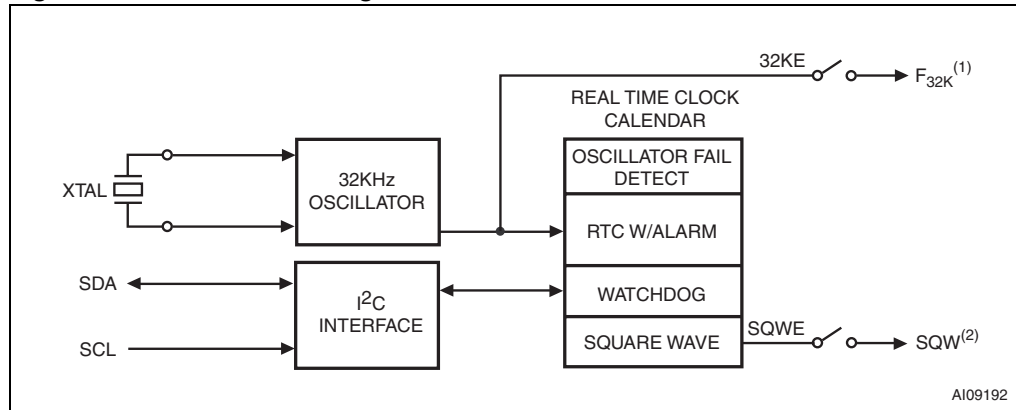 32KE
F32K(1)
REAL TIME CLOCK
CALENDAR
OSCILLATOR FAIL
DETECT
XTAL
32KHz
OSCILLATOR
RTC W/ALARM
SDA
I2C
INTERFACE
WATCHDOG
SCL
SQUARE WAVE
SQWE
SQW(2)
AI09192